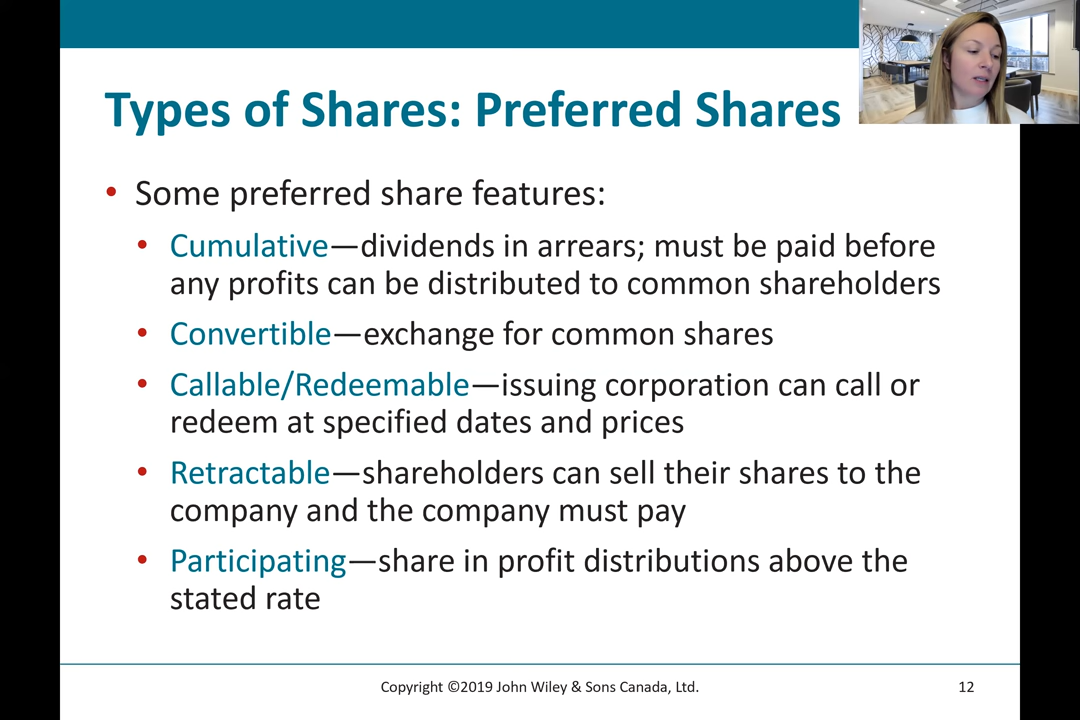 Types of Shares: Preferred Shares
• Some preferred share features:
• Cumulative—dividends in arrears; must be paid before
any profits can be distributed to common shareholders
• Convertible—exchange for common shares
• Callable/Redeemable—issuing corporation can call or
redeem at specified dates and prices
• Retractable—shareholders can sell their shares to the
company and the company must pay
• Participating—share in profit distributions above the
stated rate
Copyright ©2019 John Wiley & Sons Canada, Ltd.
12